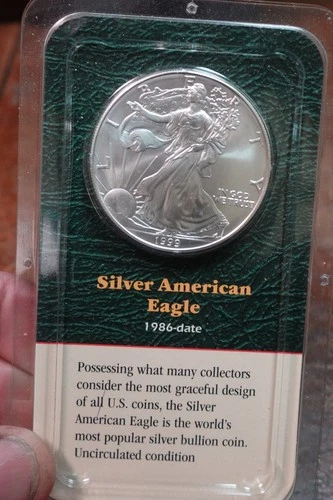 LIBERTY
IN GOD
WE TRUST
1999
Silver American
Eagle
1986-date
Possessing what many collectors
consider the most graceful design
of all U.S. coins, the Silver
American Eagle is the world's
most popular silver bullion coin.
Uncirculated condition